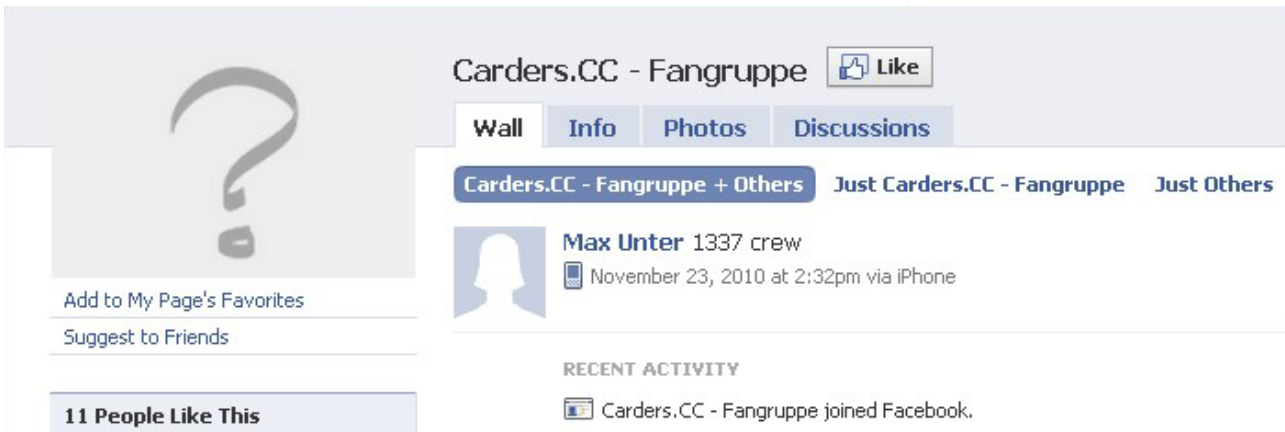 Carders.CC - Fangruppe Like
Wall Info Photos Discussions
Carders.CC - Fangruppe + Others Just Carders.CC - Fangruppe Just Others
Max Unter 1337 crew
November 23, 2010 at 2:32pm via iPhone
Add to My Page's Favorites
Suggest to Friends
RECENT ACTIVITY
Carders.CC - Fangruppe joined Facebook.
11 People Like This